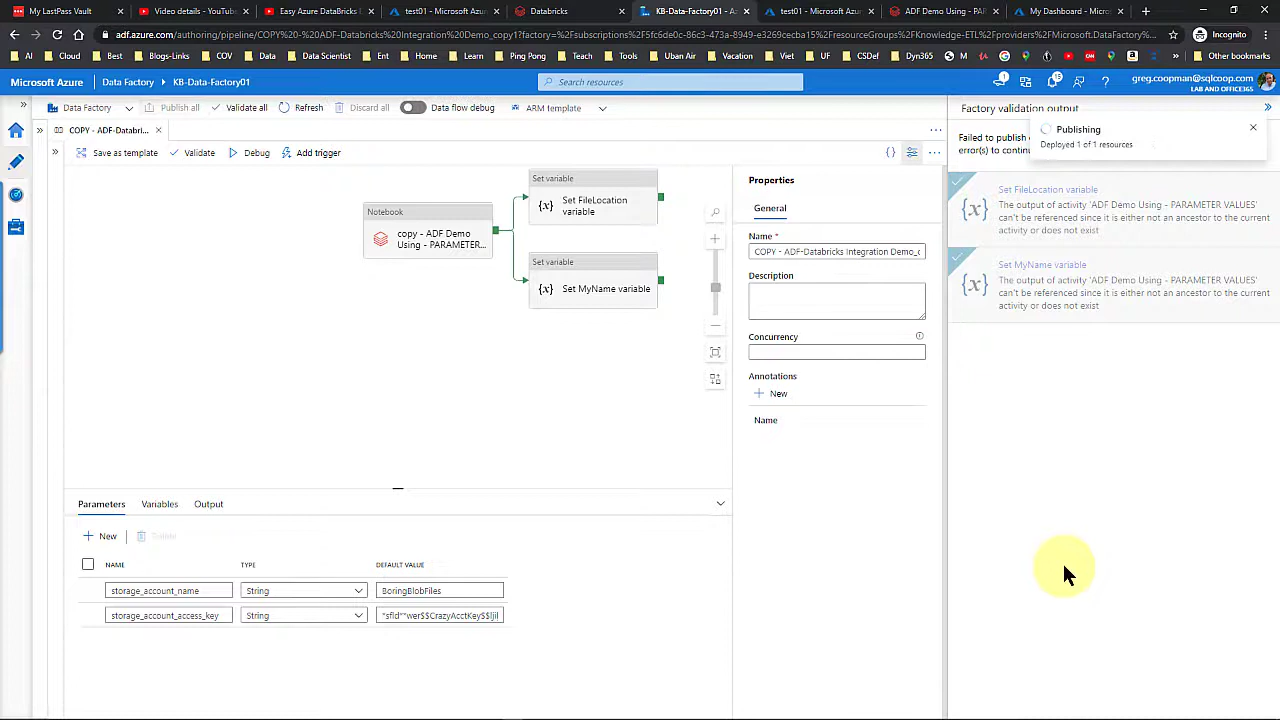 My LastPass Vault
Video details - YouTube
Easy Azure DataBricks
test01 - Microsoft Azure
Databricks
KB-Data-Factory01 - Az
test01 - Microsoft Azure
ADF Demo Using - PARA
My Dashboard - Micros
adf.azure.com/authoring/pipeline/COPY%20-%20ADF-Databricks%20Integration%20Demo_copy1?factory=%2Fsubscriptions%2F5fc6de0c-86c3-473a-8949-e3269cecba15%2FresourceGroups%2FKnowledge-ETL%2Fproviders%2FMicrosoft.DataFactory...
Incognito
AI
Ben
Blogs-Links
COV
Data
Data Scientist
Ent
Home
Learn
Ping Pong
Teach
Tools
Uban Air
Vacation
Viet
UF
CSDef
Dyn365
Other bookmarks
Microsoft Azure
Data Factory
KB-Data-Factory01
Search resources
greg.coopman@sqlcoop.com
LAB AND OFFICE365
Data Factory
Publish all
Validate all
Refresh
Discard all
Data flow debug
ARM template
Factory validation output
COPY - ADF-Databri...
Publishing
Deployed 1 of 1 resources
Failed to publish
error(s) to continu
Save as template
Validate
Debug
Add trigger
Notebook
copy - ADF Demo
Using - PARAMETER...
Set variable
Set FileLocation
variable
Set variable
Set MyName variable
Properties
General
Name *
COPY - ADF-Databricks Integration Demo_c
Description
Concurrency
Annotations
New
Name
Set FileLocation variable
The output of activity 'ADF Demo Using - PARAMETER VALUES'
can't be referenced since it is either not an ancestor to the current
activity or does not exist
Set MyName variable
The output of activity 'ADF Demo Using - PARAMETER VALUES'
can't be referenced since it is either not an ancestor to the current
activity or does not exist
Parameters
Variables
Output
New
Delete
NAME
TYPE
DEFAULT VALUE
storage_account_name
String
BoringBlobFiles
storage_account_access_key
String